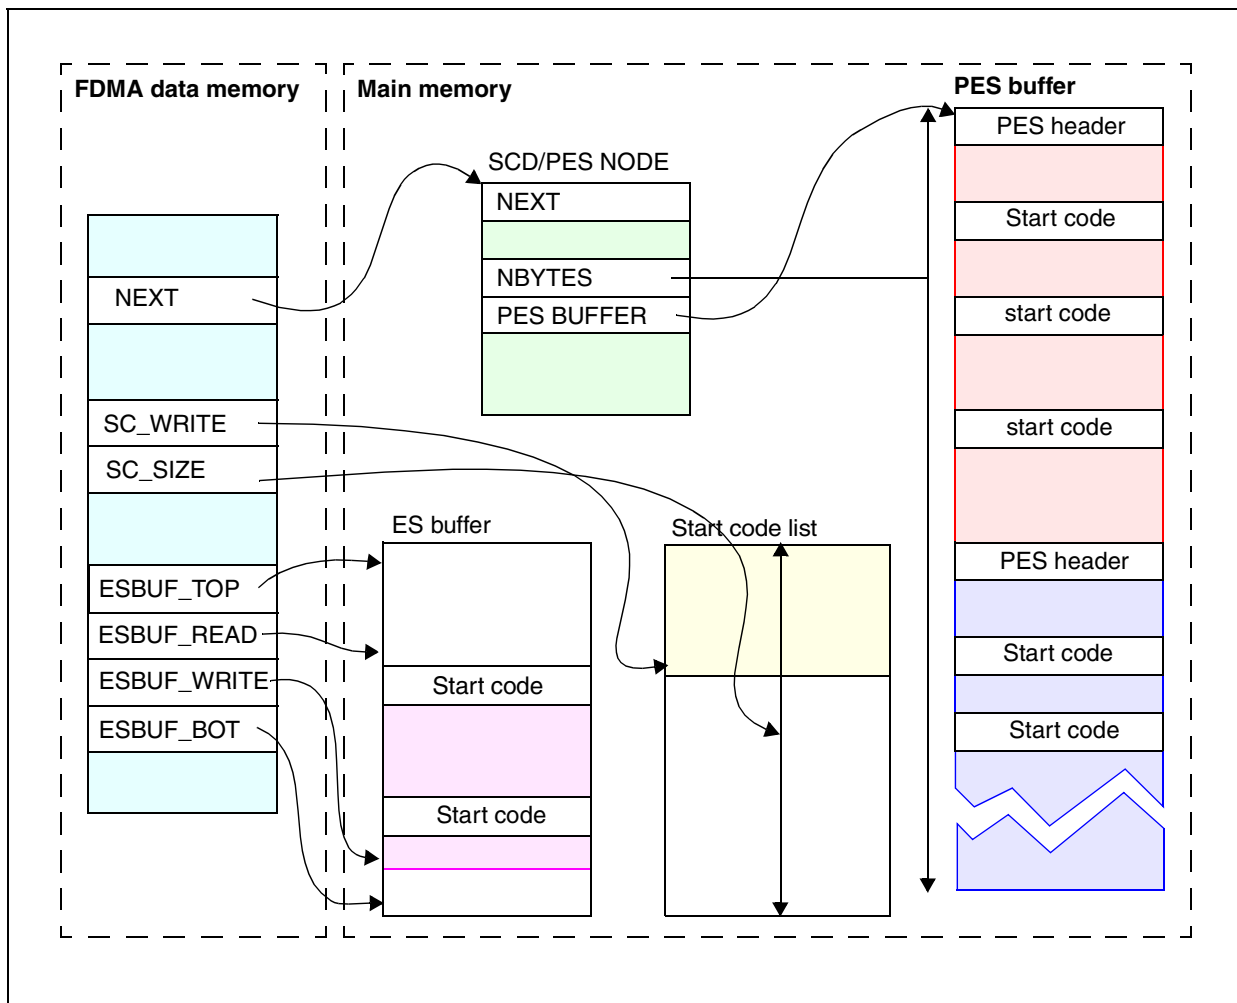 FDMA data memory
NEXT
SC_WRITE
SC_SIZE
ESBUF_TOP
ESBUF_READ
ESBUF_WRITE
ESBUF_BOT
Main memory
SCD/PES NODE
NEXT
NBYTES
PES BUFFER
ES buffer
Start code
Start code
Start code list
PES buffer
PES header
Start code
start code
start code
PES header
Start code
Start code